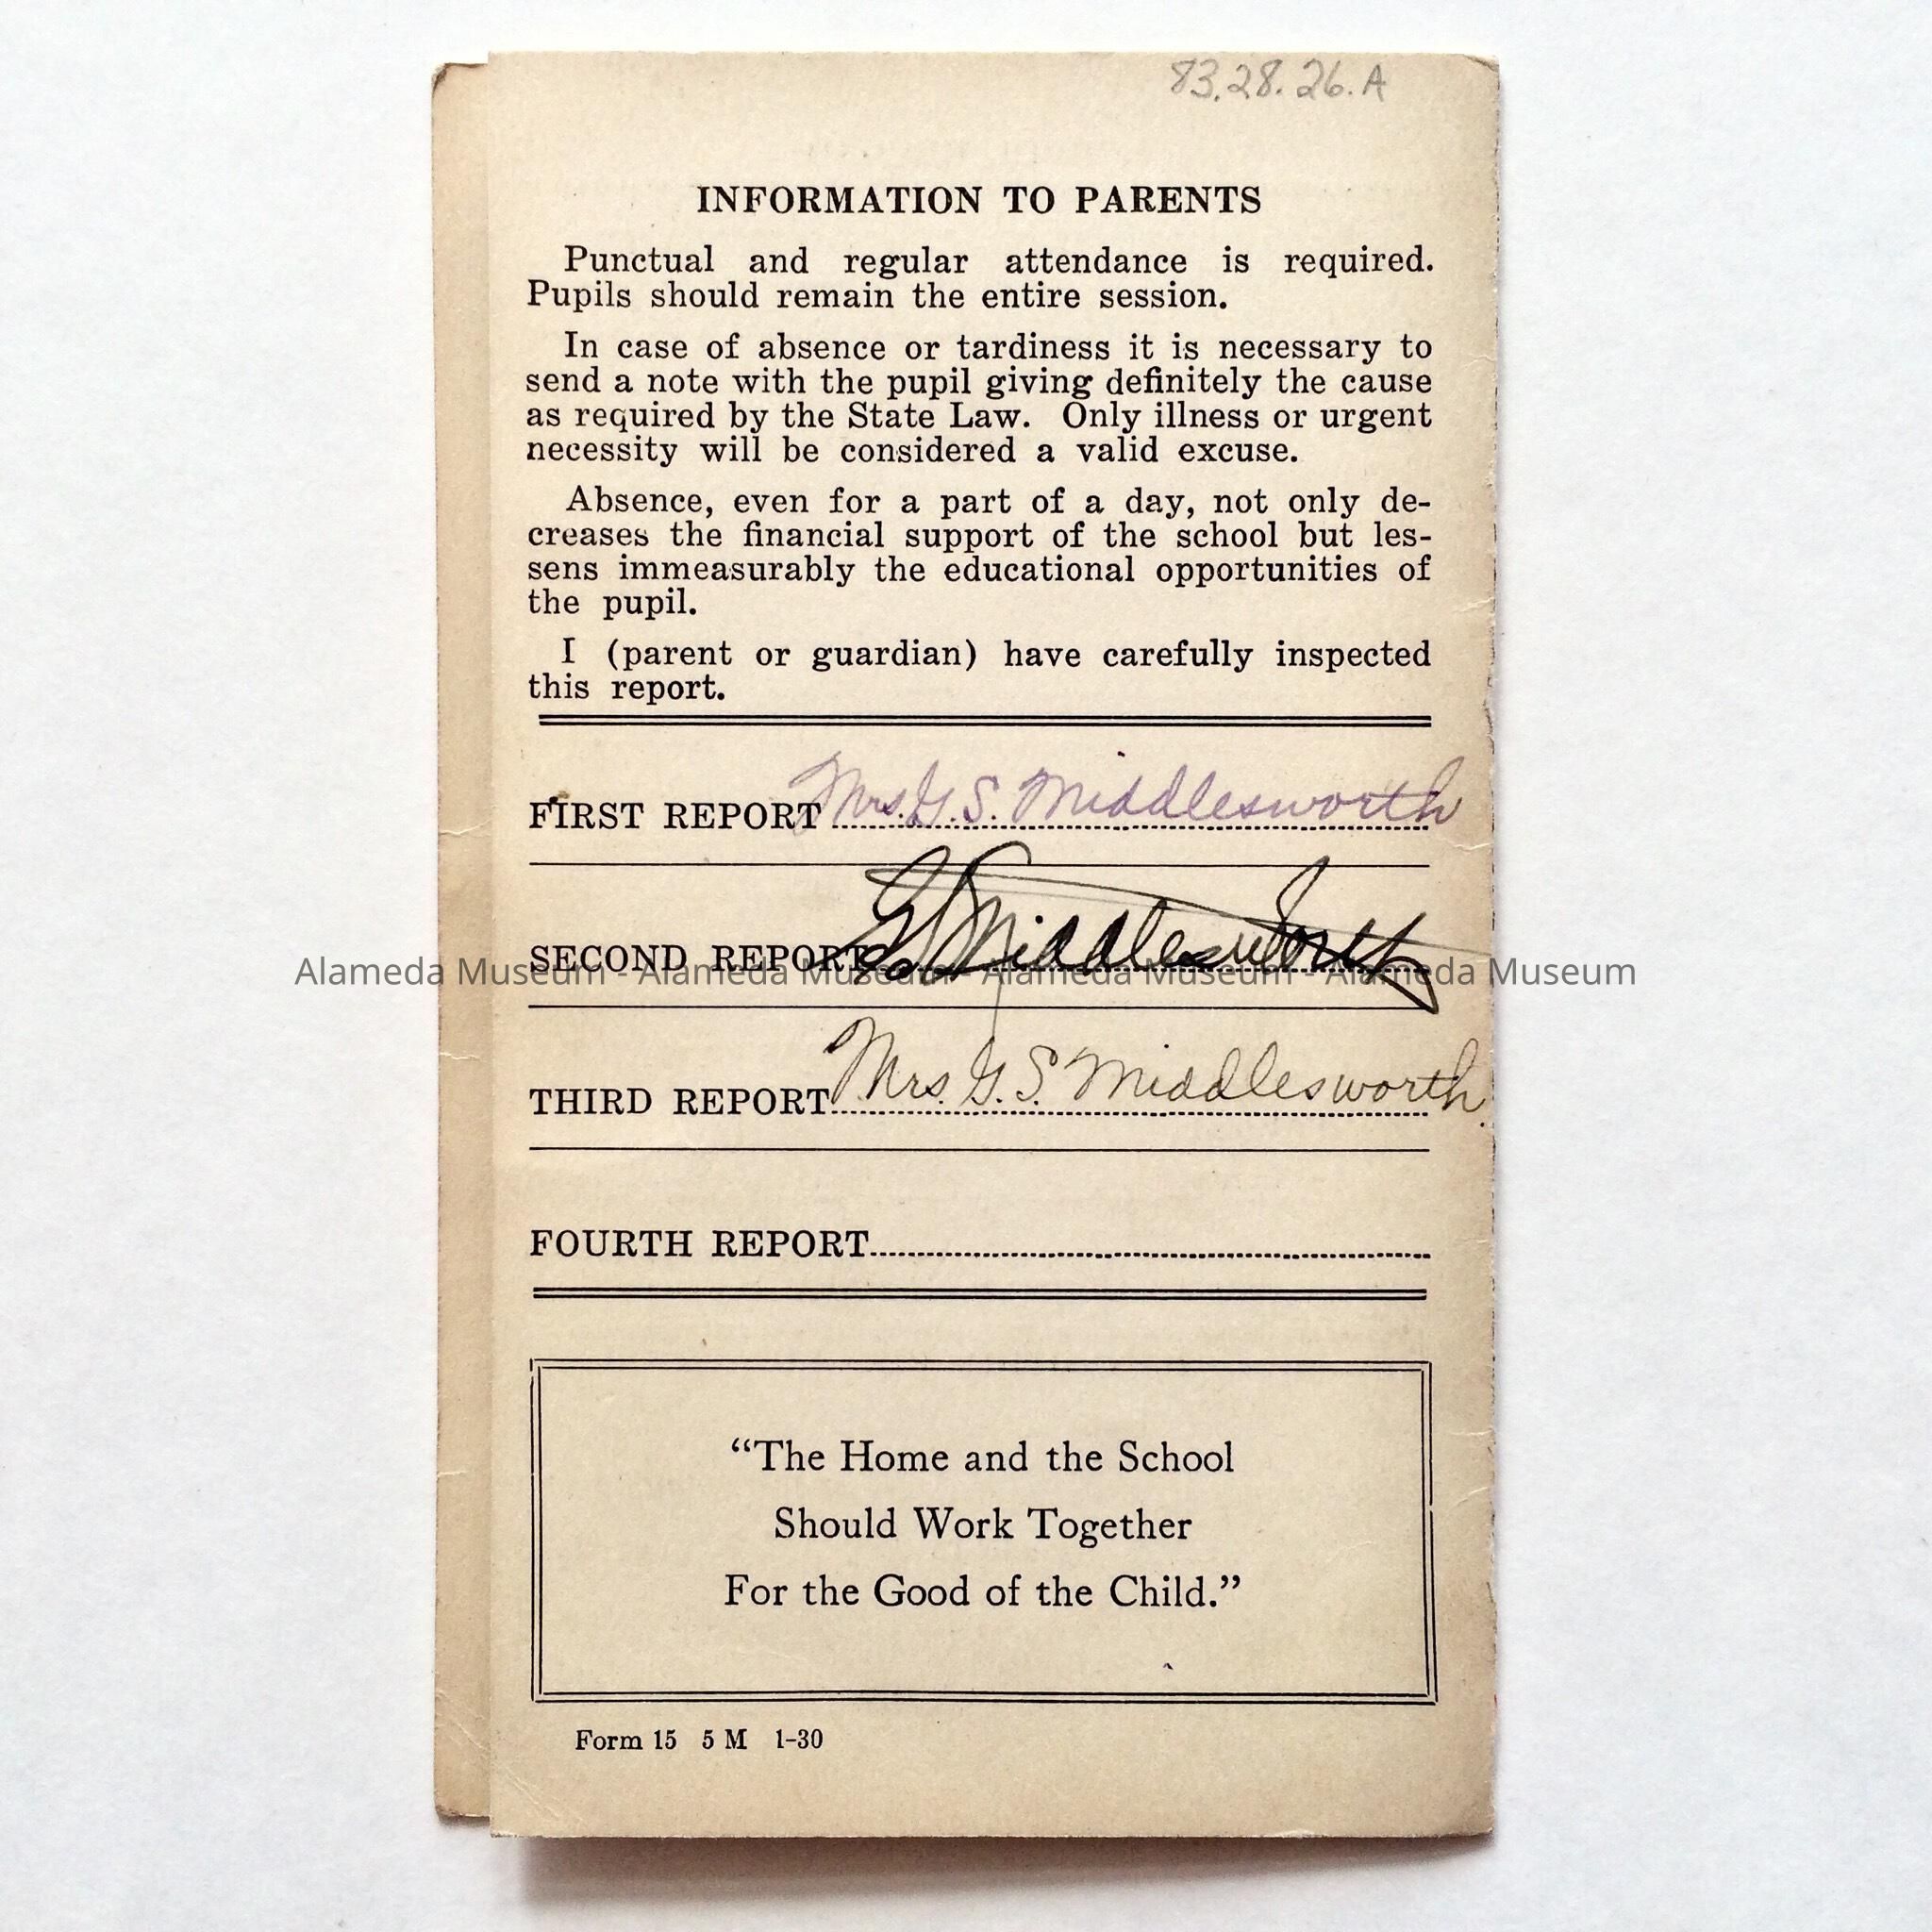 83.28.26.A
INFORMATION TO PARENTS
Punctual and regular attendance is required.
Pupils should remain the entire session.
In case of absence or tardiness it is necessary to
send a note with the pupil giving definitely the cause
as required by the State Law. Only illness or urgent
necessity will be considered a valid excuse.
Absence, even for a part of a day, not only de-
creases the financial support of the school but les-
sens immeasurably the educational opportunities of
the pupil.
I (parent or guardian) have carefully inspected
this report.
FIRST REPORT Mrs. G. S. Middlesworth
SECOND REPORT G S Middlesworth
Alameda Museum - Alameda Museum - Alameda Museum - Alameda Museum
THIRD REPORT Mrs. G. S. Middlesworth.
FOURTH REPORT
“The Home and the School
Should Work Together
For the Good of the Child.”
Form 15 5 M 1-30